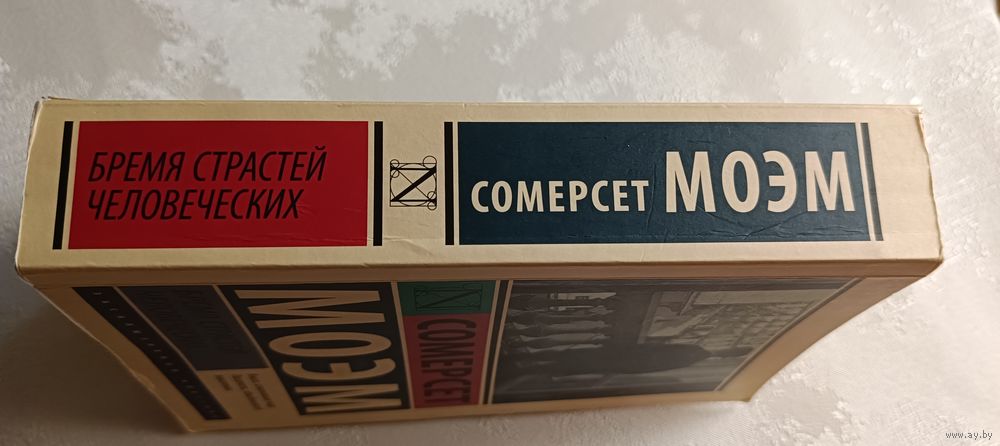 БРЕМЯ СТРАСТЕЙ
ЧЕЛОВЕЧЕСКИХ
СОМЕРСЕТ МОЭМ
СОМЕРСЕТ
МОЭМ
www.ay.by